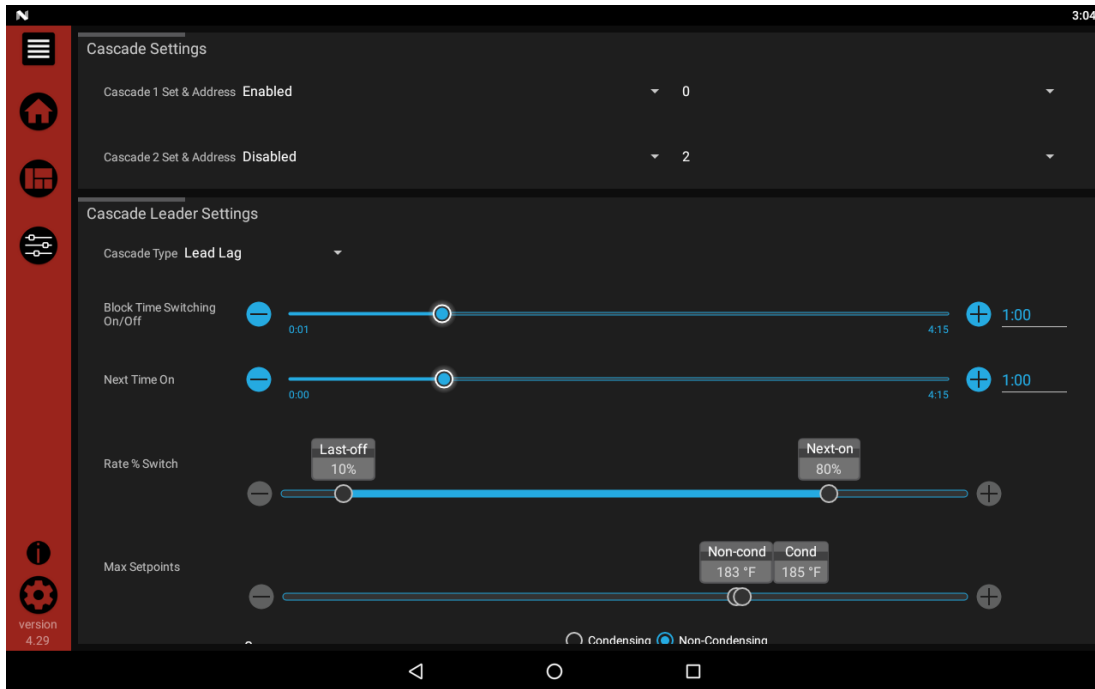 3:04
Cascade Settings
Cascade 1 Set & Address Enabled 0
Cascade 2 Set & Address Disabled 2
Cascade Leader Settings
Cascade Type Lead Lag
Block Time Switching
On/Off
0:01 4:15 1:00
Next Time On
0:00 4:15 1:00
Last-off Next-on
Rate % Switch 10% 80%
Non-cond Cond
Max Setpoints 183 °F 185 °F
version
4.29
Condensing Non-Condensing